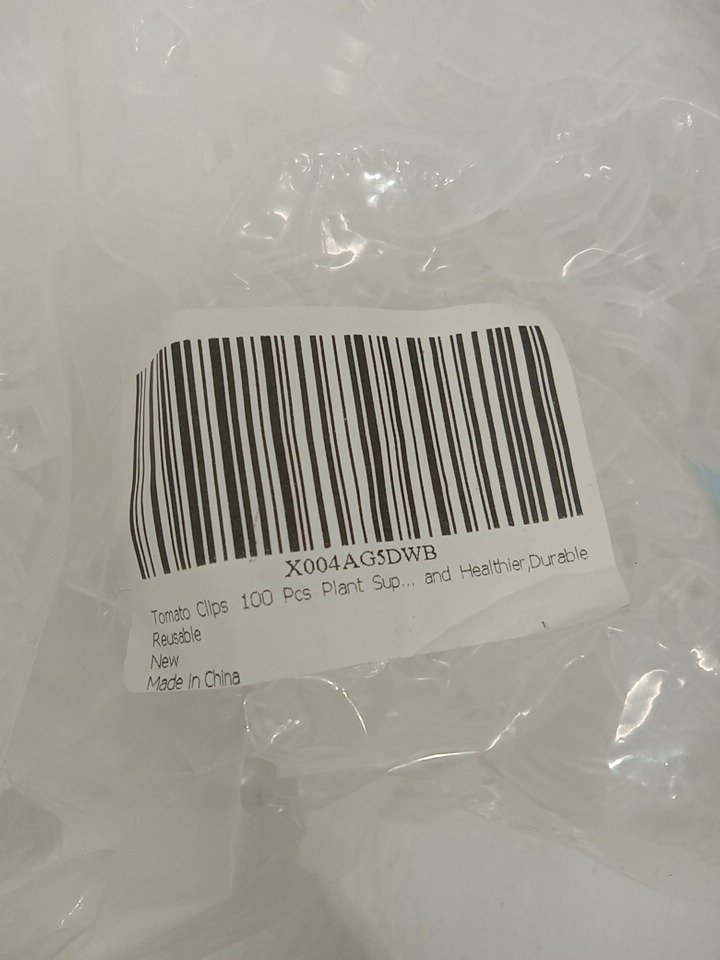 X004AG5DWB
Tomato Clips 100 Pcs Plant Sup... and Healthier,Durable
Reusable
New
Made In China